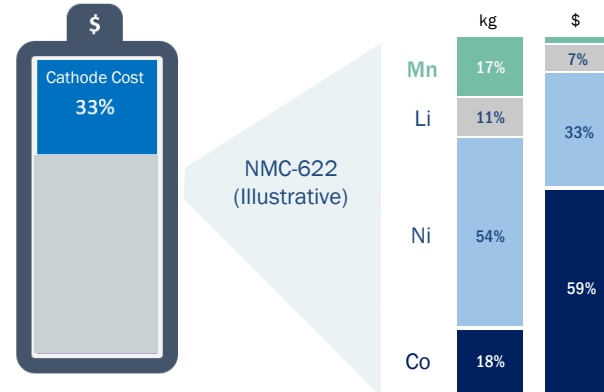 $
Cathode Cost
33%
NMC-622
(Illustrative)
kg
$
Mn
17%
7%
Li
11%
33%
Ni
54%
59%
Co
18%